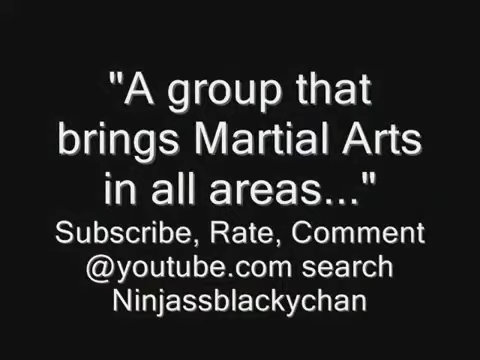 "A group that
brings Martial Arts
in all areas..."
Subscribe, Rate, Comment
@youtube.com search
Ninjassblackychan